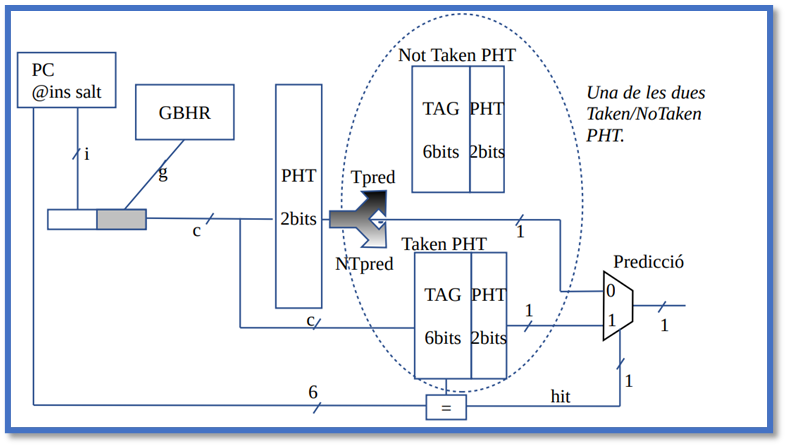 PC
@ins salt
GBHR
i
g
c
PHT
2bits
Tpred
NTpred
Not Taken PHT
TAG PHT
6bits 2bits
Una de les dues
Taken/NoTaken
PHT.
1
Taken PHT
TAG PHT
6bits 2bits
c
1
Predicció
0
1
1
1
6
=
hit